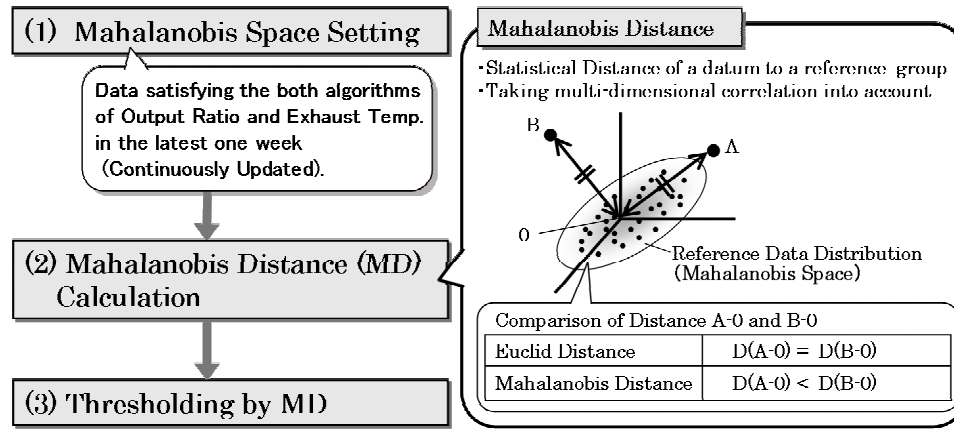 (1) Mahalanobis Space Setting
Data satisfying the both algorithms
of Output Ratio and Exhaust Temp.
in the latest one week
(Continuously Updated).
(2) Mahalanobis Distance (MD)
Calculation
(3) Thresholding by MD
Mahalanobis Distance
･Statistical Distance of a datum to a reference group
･Taking multi-dimensional correlation into account
B
A
0
Reference Data Distribution
(Mahalanobis Space)
Comparison of Distance A-0 and B-0
Euclid Distance D(A-0) = D(B-0)
Mahalanobis Distance D(A-0) < D(B-0)